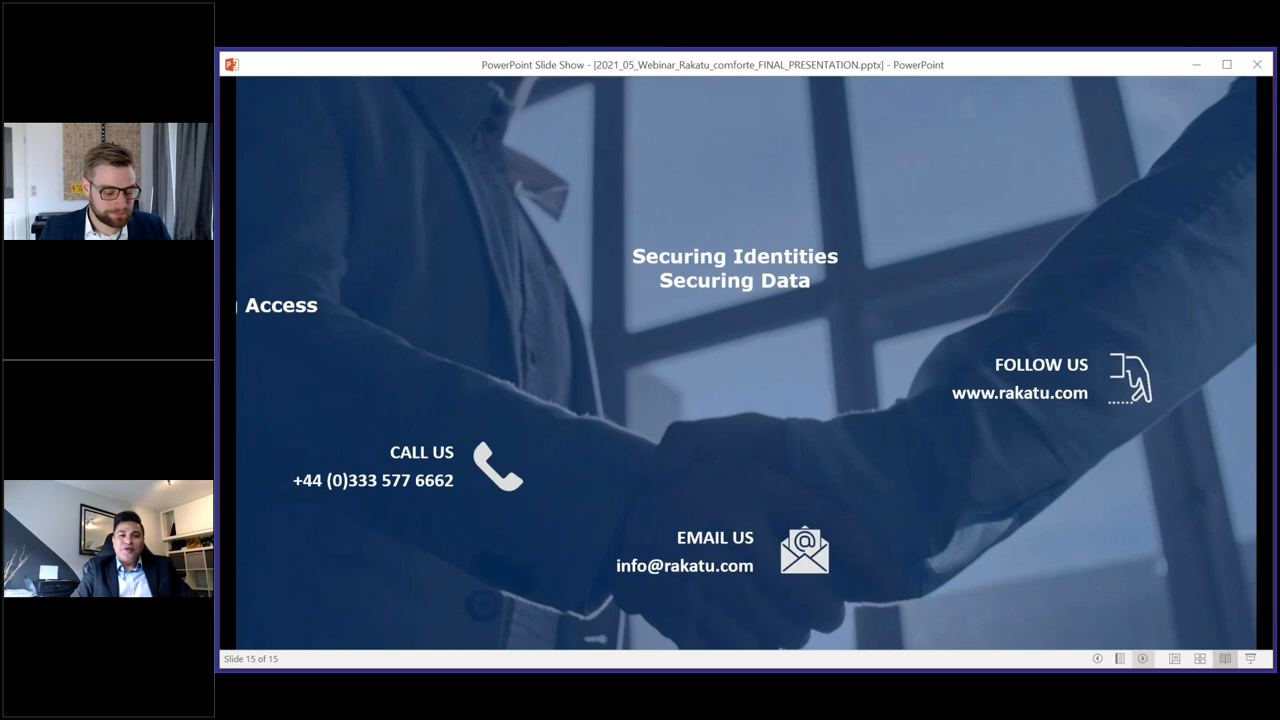 PowerPoint Slide Show - [2021_05_Webinar_Rakatu_comforte_FINAL_PRESENTATION.pptx] - PowerPoint
Securing Identities
Securing Data
Access
FOLLOW US
www.rakatu.com
CALL US
+44 (0)333 577 6662
EMAIL US
info@rakatu.com
Slide 15 of 15